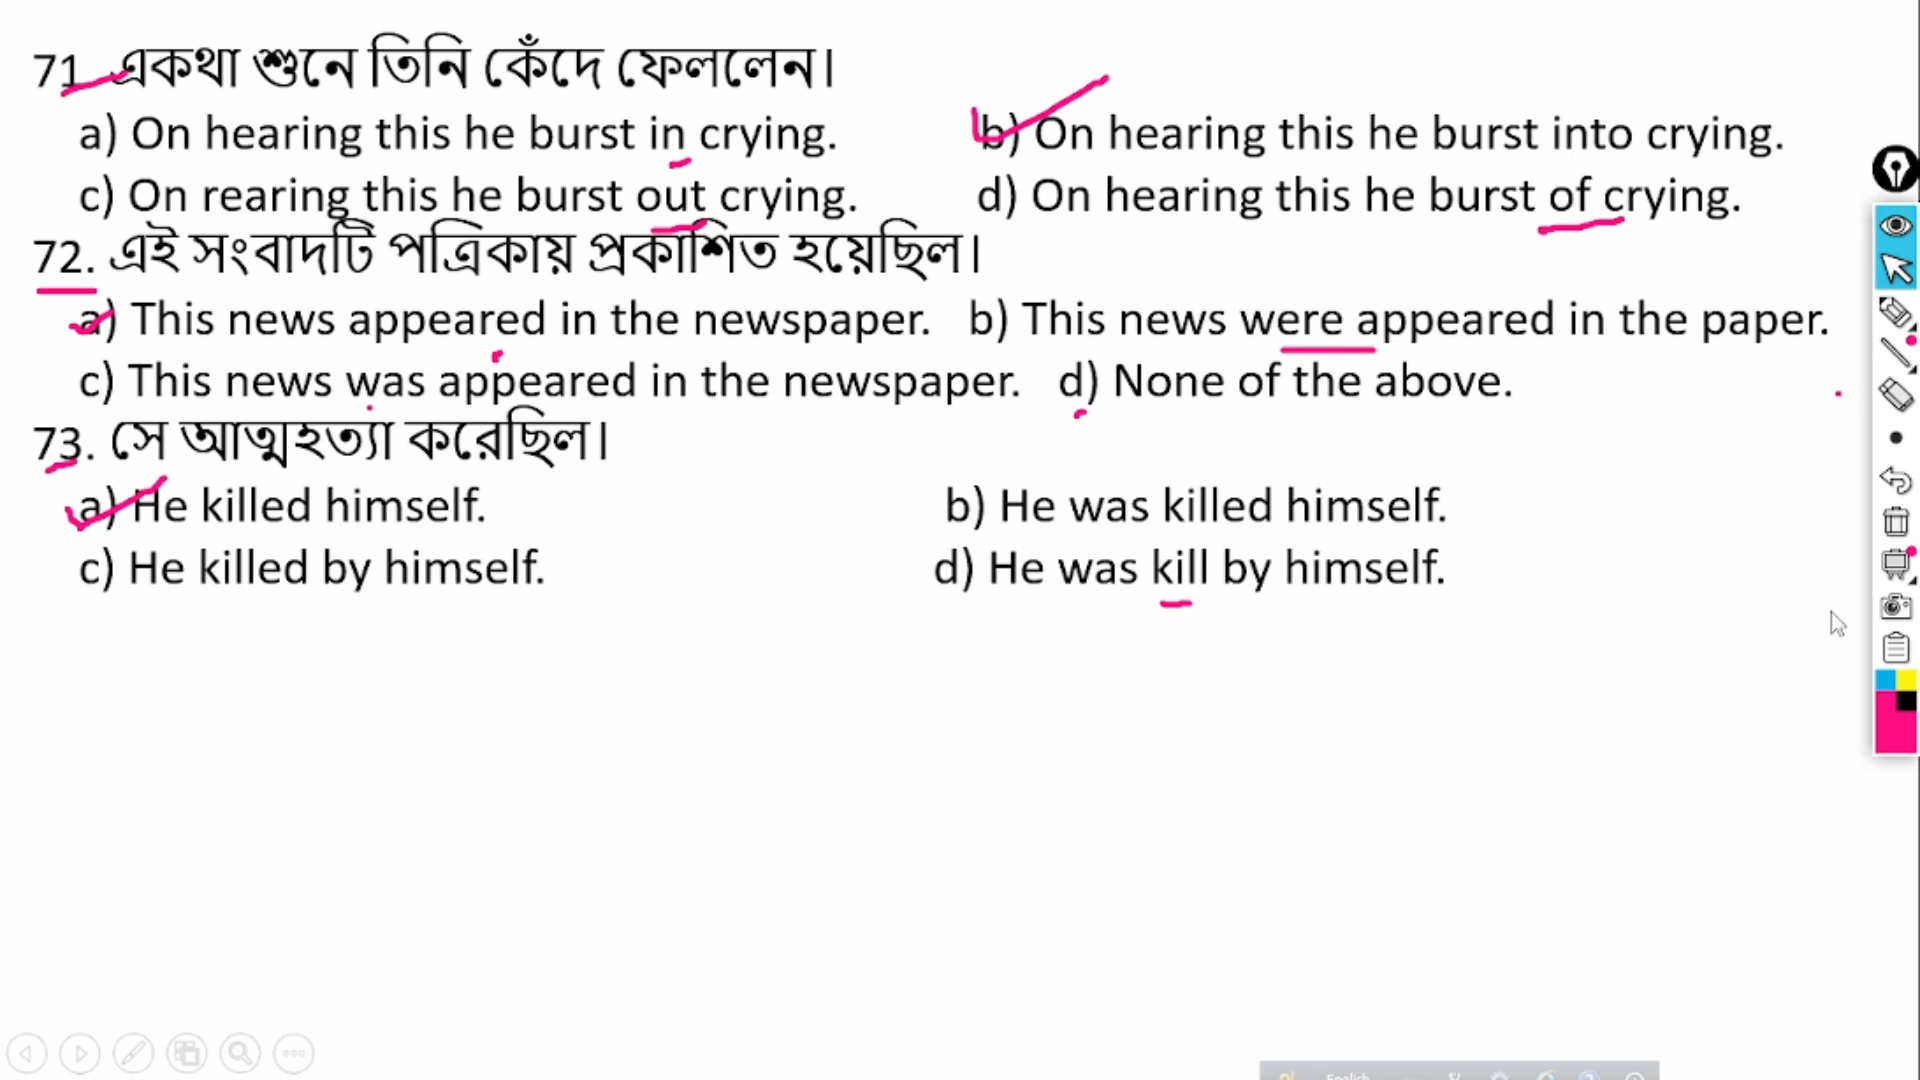 71. একথা শুনে তিনি কেঁদে ফেললেন।
a) On hearing this he burst in crying. b) On hearing this he burst into crying.
c) On rearing this he burst out crying. d) On hearing this he burst of crying.
72. এই সংবাদটি পত্রিকায় প্রকাশিত হয়েছিল।
a) This news appeared in the newspaper. b) This news were appeared in the paper.
c) This news was appeared in the newspaper. d) None of the above.
73. সে আত্মহত্যা করেছিল।
a) He killed himself. b) He was killed himself.
c) He killed by himself. d) He was kill by himself.
English